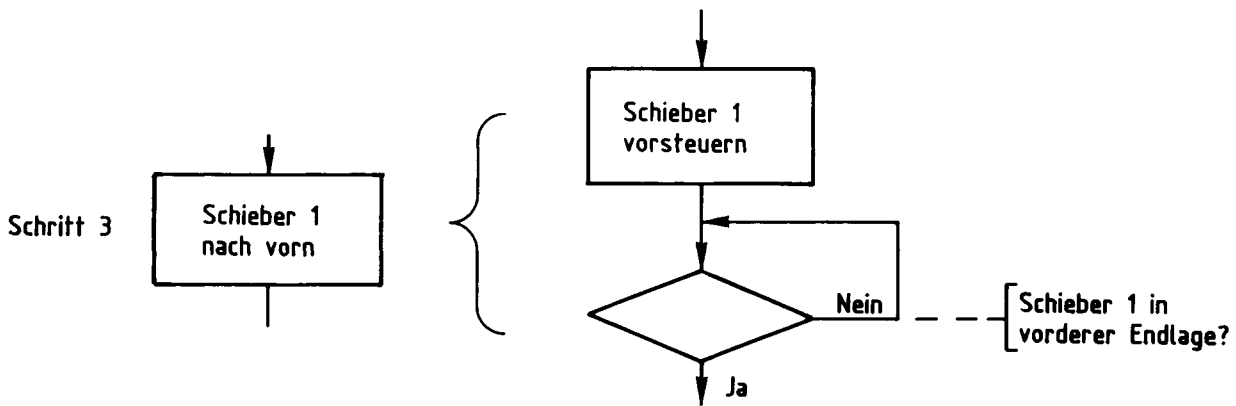 Schritt 3
Schieber 1
nach vorn
Schieber 1
vorsteuern
Nein
Schieber 1 in
vorderer Endlage?
Ja